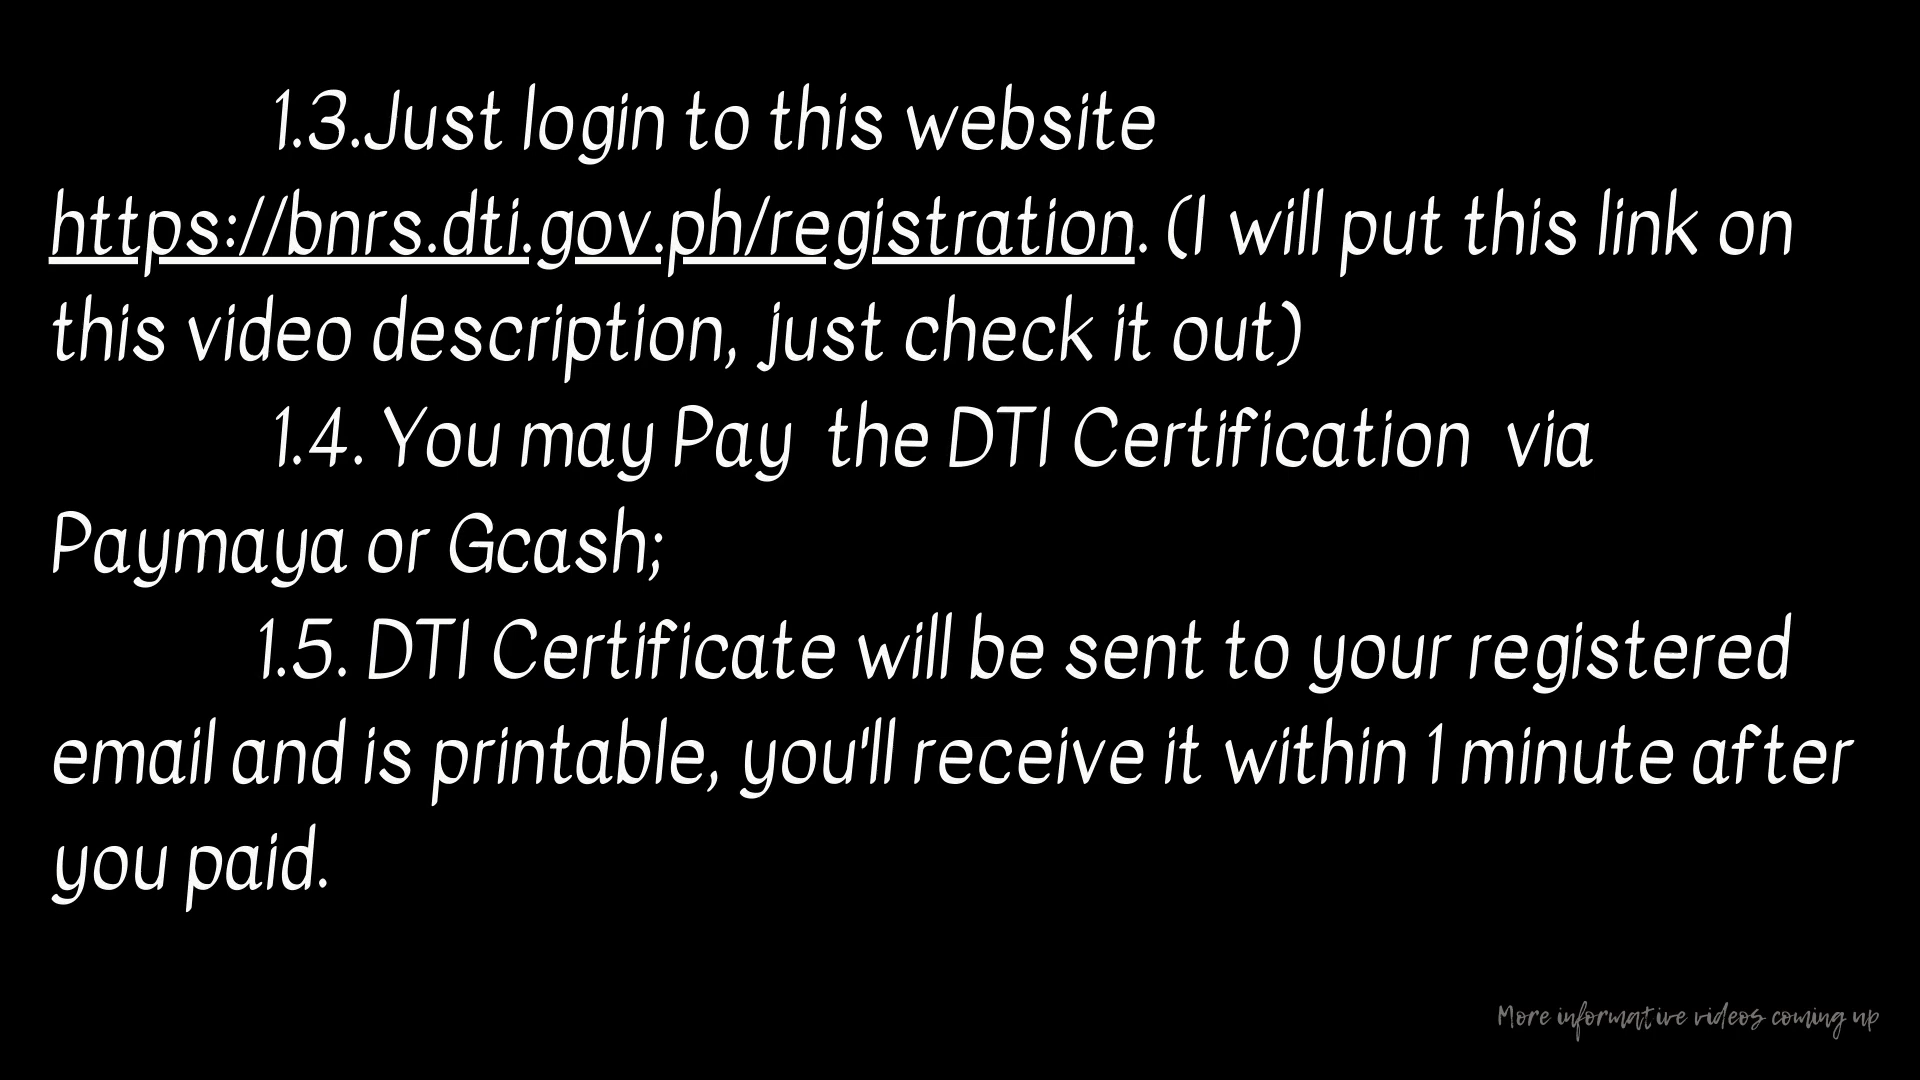 1.3.Just login to this website
https://bnrs.dti.gov.ph/registration. (I will put this link on
this video description, just check it out)
1.4. You may Pay the DTI Certification via
Paymaya or Gcash;
1.5. DTI Certificate will be sent to your registered
email and is printable, you'll receive it within 1 minute after
you paid.
More informative videos coming up